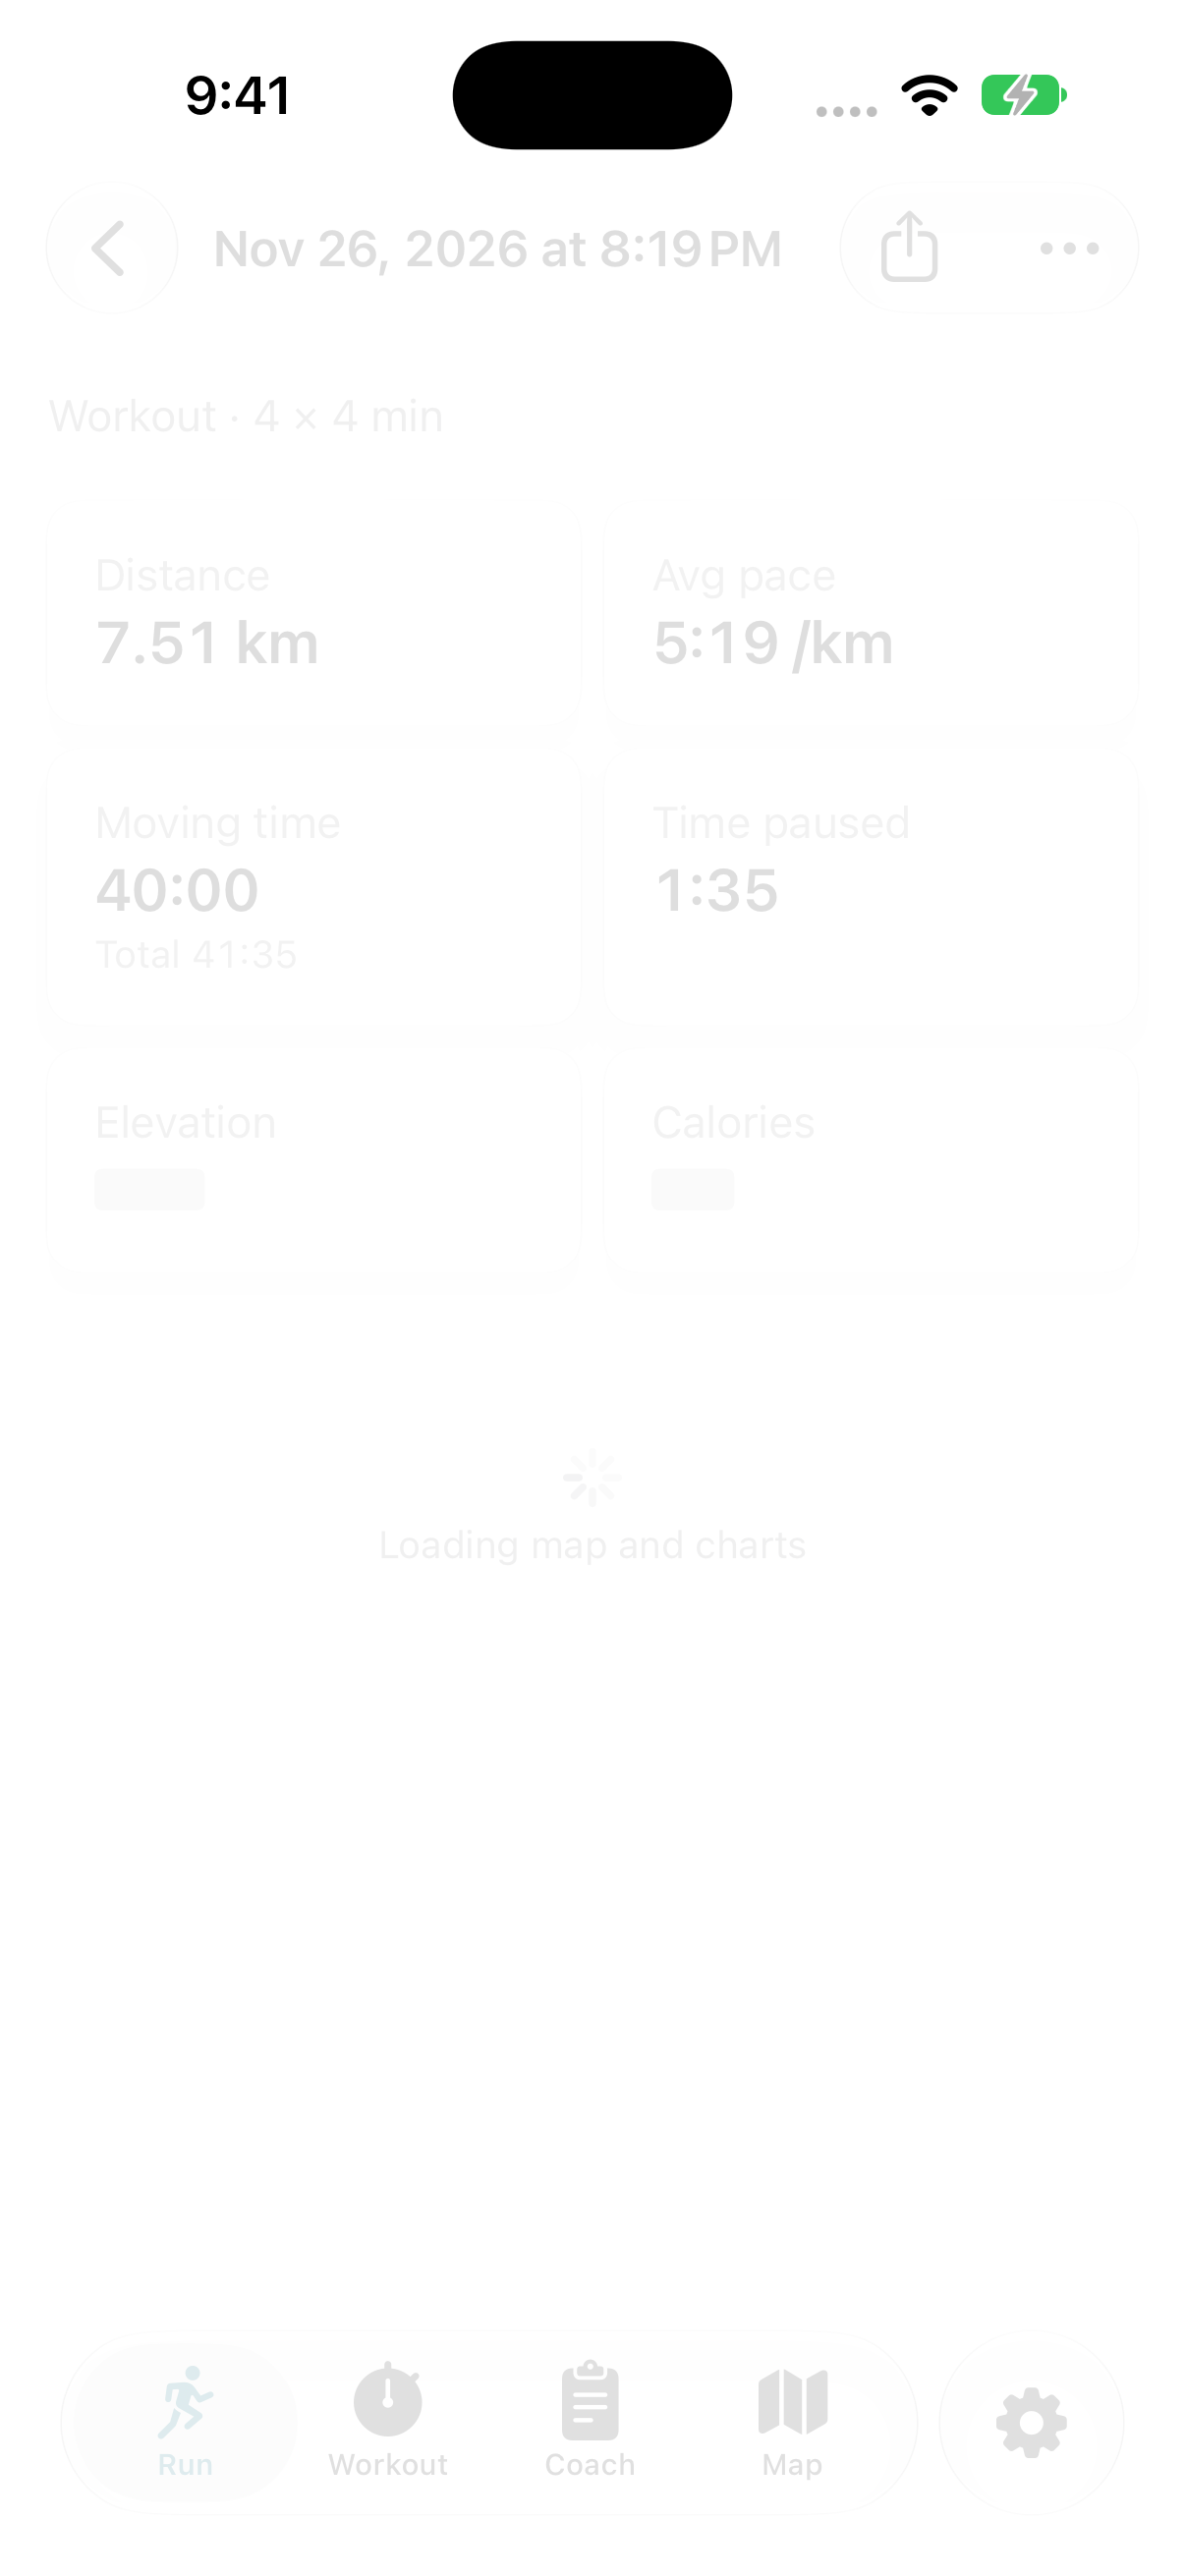 9:41
Nov 26, 2026 at 8:19 PM
Workout · 4 × 4 min
Distance
7.51 km
Avg pace
5:19 /km
Moving time
40:00
Total 41:35
Time paused
1:35
Elevation
Calories
Loading map and charts
Run
Workout
Coach
Map